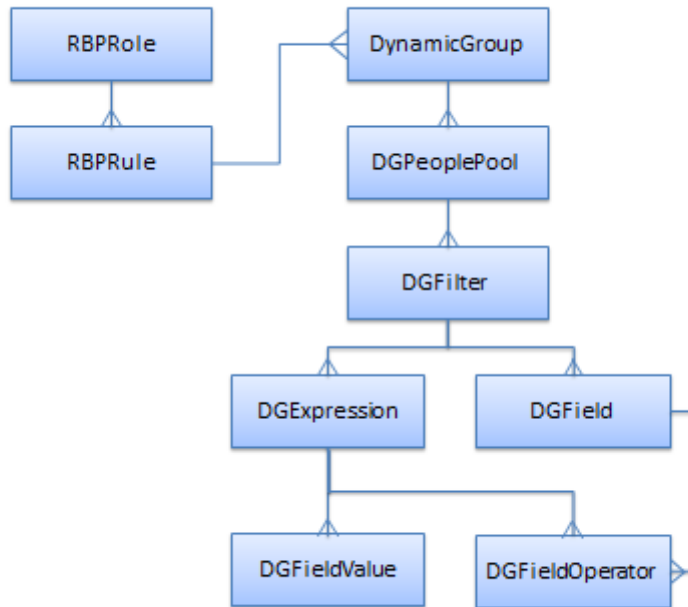 RBPRole
DynamicGroup
RBPRule
DGPeoplePool
DGFilter
DGExpression
DGField
DGFieldValue
DGFieldOperator